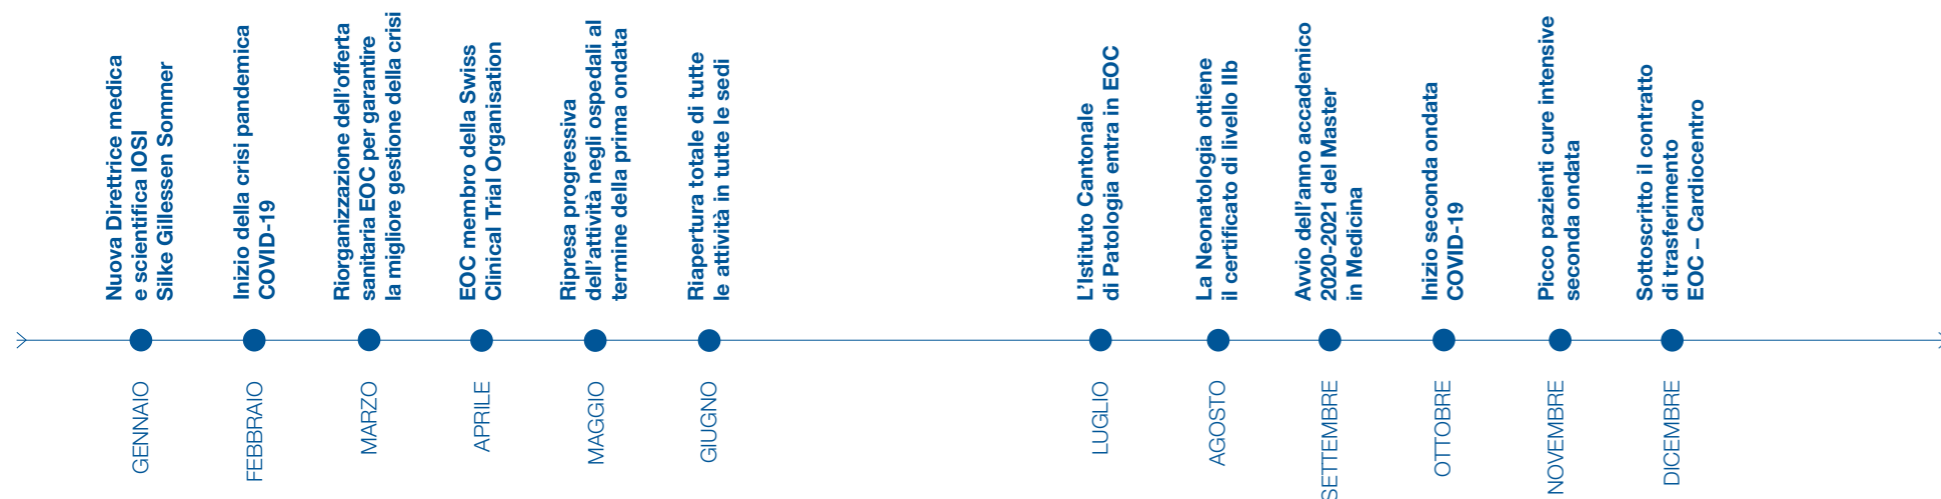 Nuova Direttrice medica
e scientifica IOSI
Silke Gillessen Sommer
GENNAIO
Inizio della crisi pandemica
COVID-19
FEBBRAIO
Riorganizzazione dell'offerta
sanitaria EOC per garantire
la migliore gestione della crisi
MARZO
EOC membro della Swiss
Clinical Trial Organisation
APRILE
Ripresa progressiva
dell'attività negli ospedali al
termine della prima ondata
MAGGIO
Riapertura totale di tutte
le attività in tutte le sedi
GIUGNO
L'Istituto Cantonale
di Patologia entra in EOC
LUGLIO
La Neonatologia ottiene
il certificato di livello IIb
AGOSTO
Avvio dell'anno accademico
2020-2021 del Master
in Medicina
SETTEMBRE
Inizio seconda ondata
COVID-19
OTTOBRE
Picco pazienti cure intensive
seconda ondata
NOVEMBRE
Sottoscritto il contratto
di trasferimento
EOC – Cardiocentro
DICEMBRE